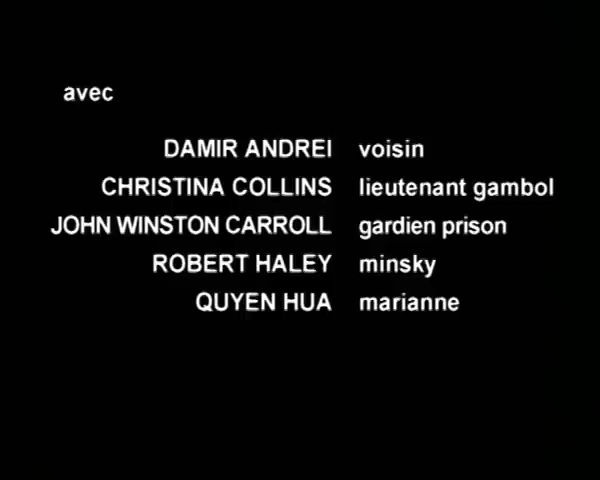 avec
DAMIR ANDREI voisin
CHRISTINA COLLINS lieutenant gambol
JOHN WINSTON CARROLL gardien prison
ROBERT HALEY minsky
QUYEN HUA marianne